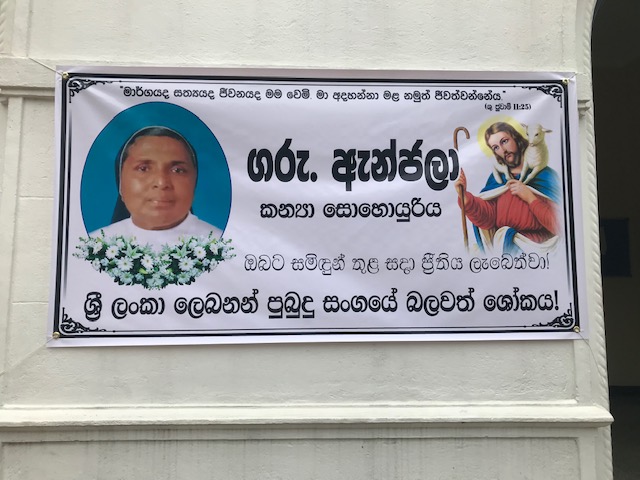 "මාර්ගයද සත්‍යයද ජීවනයද මම වෙමි මා අදහන්නා මළ නමුත් ජීවත්වන්නේය"
(ශු ජුවාම් 11:25)
ගරු. ඇන්ජලා
කන්‍යා සොහොයුරිය
ඔබට සමිඳුන් තුළ සදා ප්‍රීතිය ලැබේවා!
ශ්‍රී ලංකා ලෙබනන් පුබුදු සංගයේ බලවත් ශෝකය!